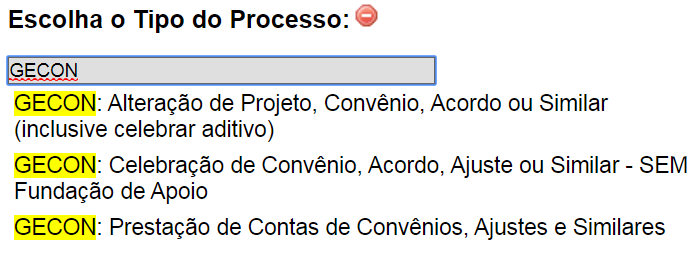 Escolha o Tipo do Processo:
GECON
GECON: Alteração de Projeto, Convênio, Acordo ou Similar
(inclusive celebrar aditivo)
GECON: Celebração de Convênio, Acordo, Ajuste ou Similar - SEM
Fundação de Apoio
GECON: Prestação de Contas de Convênios, Ajustes e Similares